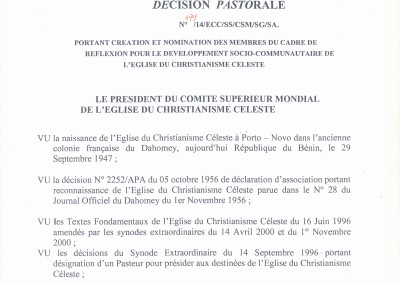 DECISION PASTORALE
N° /14/ECC/SS/CSM/SG/SA.
PORTANT CREATION ET NOMINATION DES MEMBRES DU CADRE DE
REFLEXION POUR LE DEVELOPPEMENT SOCIO-COMMUNAUTAIRE DE
L'EGLISE DU CHRISTIANISME CELESTE
LE PRESIDENT DU COMITE SUPERIEUR MONDIAL
DE L'EGLISE DU CHRISTIANISME CELESTE
VU la naissance de l'Eglise du Christianisme Céleste à Porto – Novo dans l'ancienne
colonie française du Dahomey, aujourd'hui République du Bénin, le 29
Septembre 1947 ;
VU la décision N° 2252/APA du 05 octobre 1956 de déclaration d'association portant
reconnaissance de l'Eglise du Christianisme Céleste parue dans le N° 28 du
Journal Officiel du Dahomey du 1er Novembre 1956 ;
VU les Textes Fondamentaux de l'Eglise du Christianisme Céleste du 16 Juin 1996
amendés par les synodes extraordinaires du 14 Avril 2000 et du 1er Novembre
2000 ;
VU les décisions du Synode Extraordinaire du 14 Septembre 1996 portant
désignation d'un Pasteur pour présider aux destinées de l'Eglise du Christianisme
Céleste ;